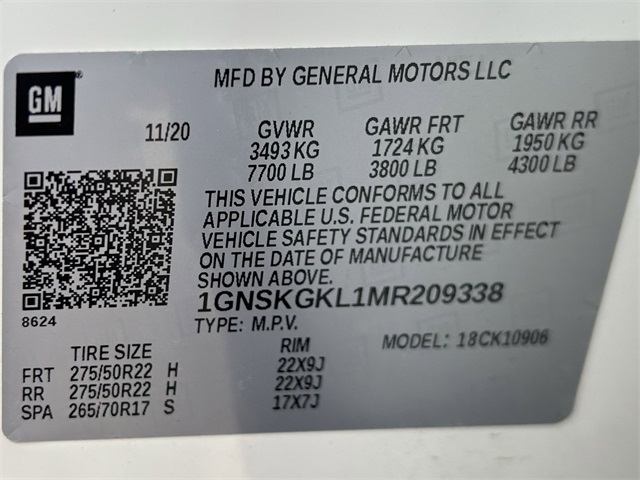 MFD BY GENERAL MOTORS LLC
GM ®
11/20 GVWR GAWR FRT GAWR RR
3493 KG 1724 KG 1950 KG
7700 LB 3800 LB 4300 LB
THIS VEHICLE CONFORMS TO ALL
APPLICABLE U.S. FEDERAL MOTOR
VEHICLE SAFETY STANDARDS IN EFFECT
ON THE DATE OF MANUFACTURE
SHOWN ABOVE.
1GNSKGKL1MR209338
8624
TYPE: M.P.V. MODEL: 18CK10906
TIRE SIZE RIM
FRT 275/50R22 H 22X9J
RR 275/50R22 H 22X9J
SPA 265/70R17 S 17X7J